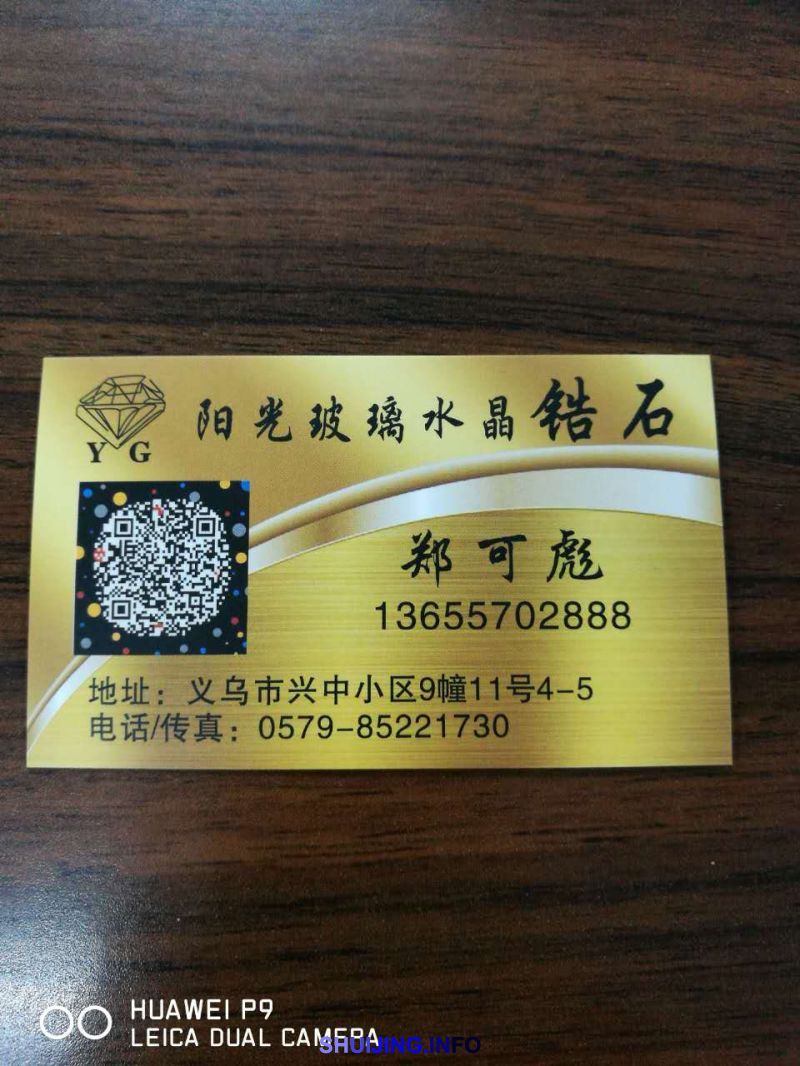 阳光玻璃水晶锆石
Y G
郑可彪
13655702888
地址：义乌市兴中小区9幢11号4-5
电话/传真：0579-85221730
HUAWEI P9
LEICA DUAL CAMERA
SHUIJING.INFO